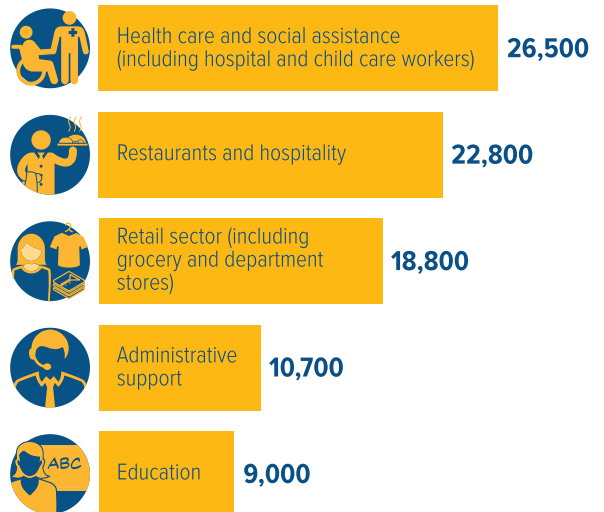 Health care and social assistance
(including hospital and child care workers)
26,500
Restaurants and hospitality
22,800
Retail sector (including
grocery and department
stores)
18,800
Administrative
support
10,700
ABC
Education
9,000